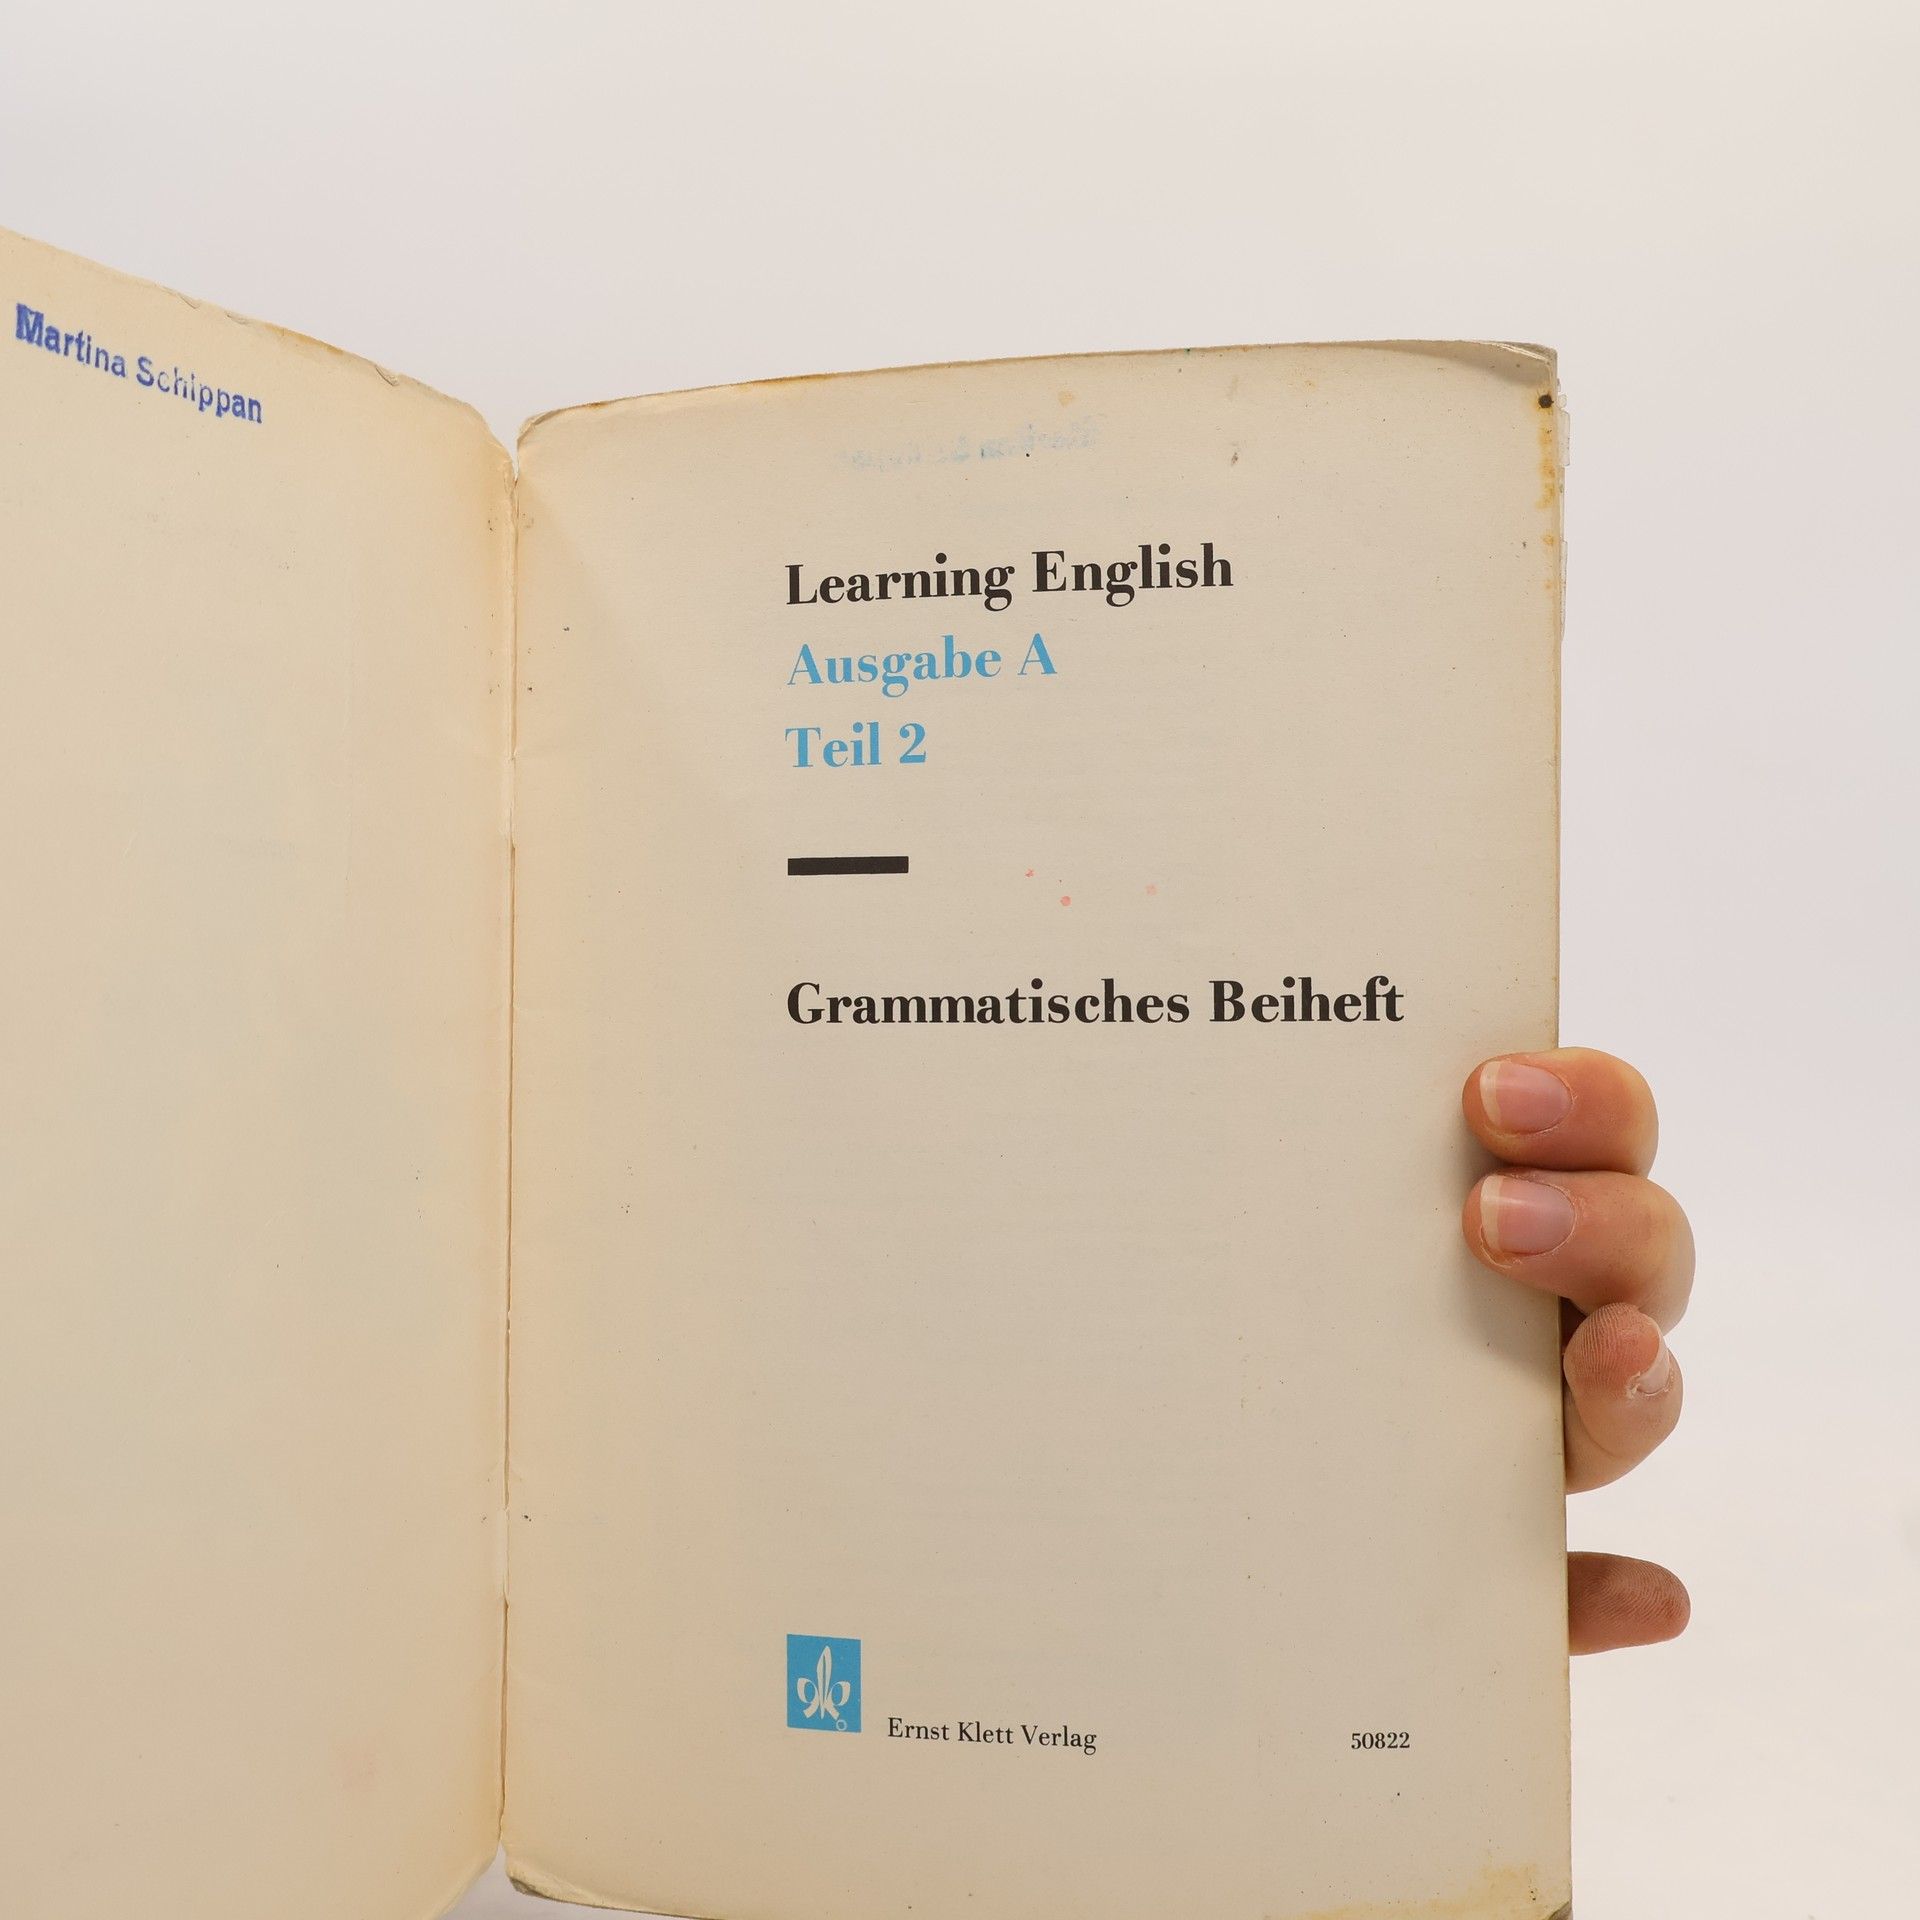 Martina Schippan
Learning English
Ausgabe A
Teil 2
Grammatisches Beiheft
Ernst Klett Verlag
50822